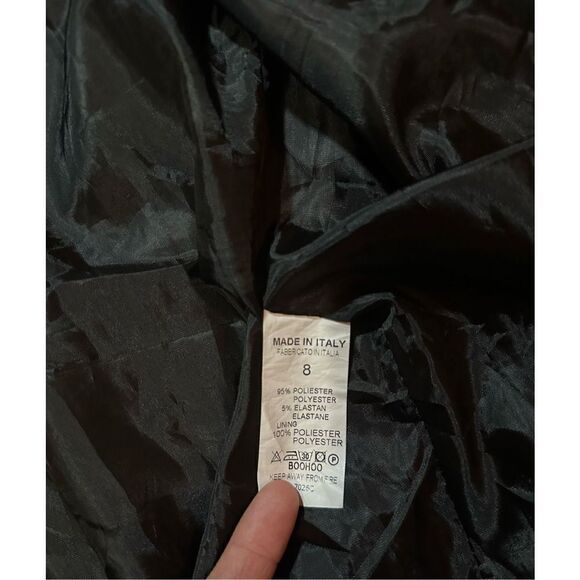 MADE IN ITALY
FABBRICATO IN ITALIA
8
95% POLIESTER
POLYESTER
5% ELASTAN
ELASTANE
LINING
100% POLIESTER
POLYESTER
30 P
BOOHOO
KEEP AWAY FROM FIRE